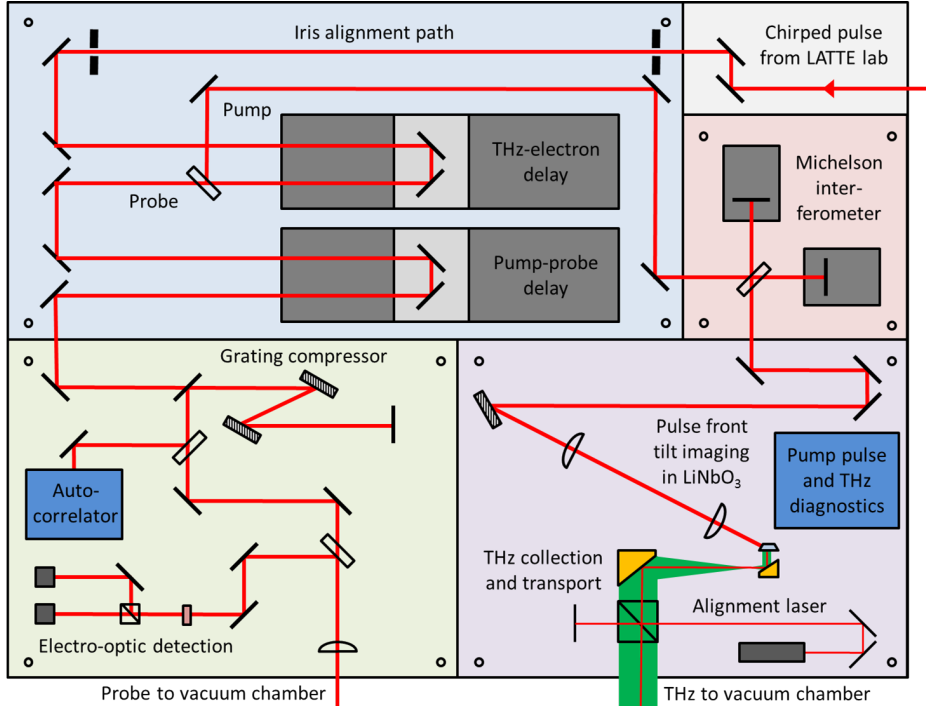 Iris alignment path
Chirped pulse
from LATTE lab
Pump
THz-electron
delay
Probe
Michelson
inter-
ferometer
Pump-probe
delay
Grating compressor
Pulse front
tilt imaging
in LiNbO₃
Pump pulse
and THz
diagnostics
Auto-
correlator
THz collection
and transport
Alignment laser
Electro-optic detection
Probe to vacuum chamber
THz to vacuum chamber